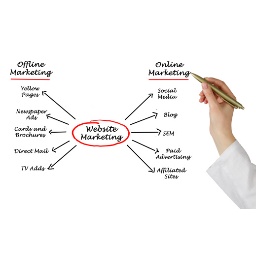 Offline
Marketing
Yellow
Pages
Newspaper
Ads
Cards and
Brochures
Direct Mail
TV Adds
Website
Marketing
Online
Marketing
Social
Media
Blog
SEM
Paid
Advertising
Affiliated
Sites